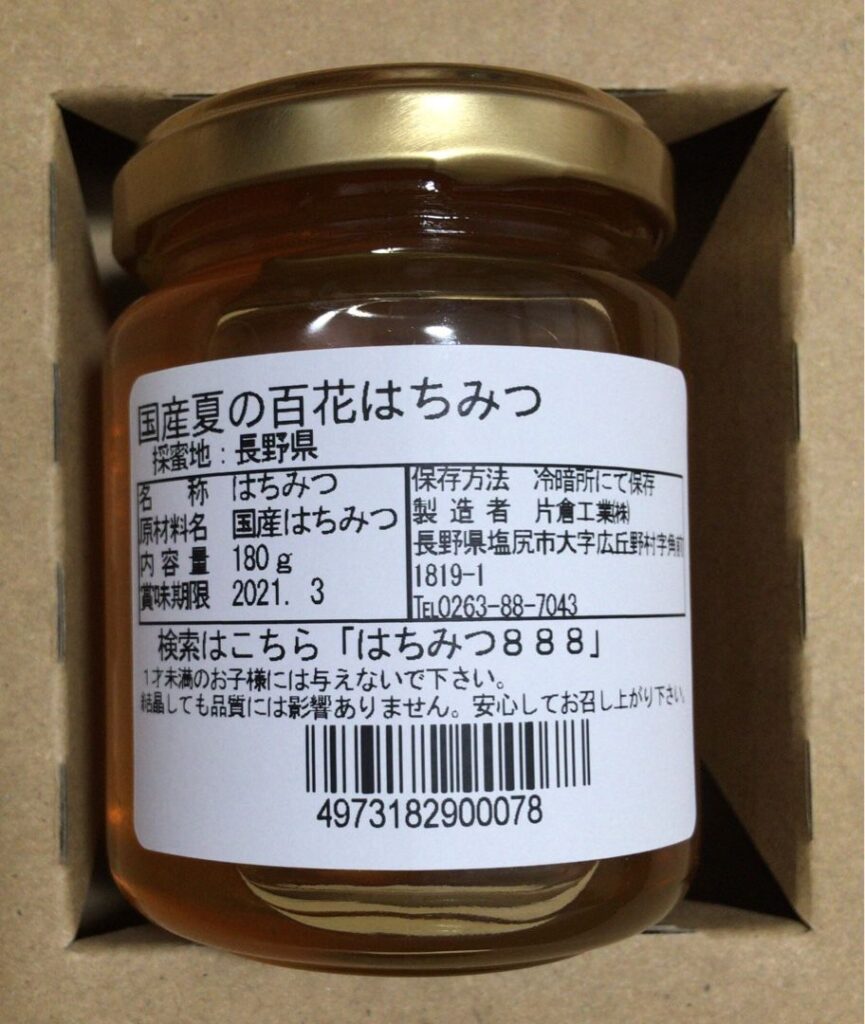 国産夏の百花はちみつ
採蜜地：長野県
名称 はちみつ
原材料名 国産はちみつ
内容量 180g
賞味期限 2021. 3
保存方法 冷暗所にて保存
製造者 片倉工業㈱
長野県塩尻市大字広丘野村字角前
1819-1
TEL0263-88-7043
検索はこちら「はちみつ８８８」
１才未満のお子様には与えないで下さい。
結晶しても品質には影響ありません。安心してお召し上がり下さい。
4973182900078